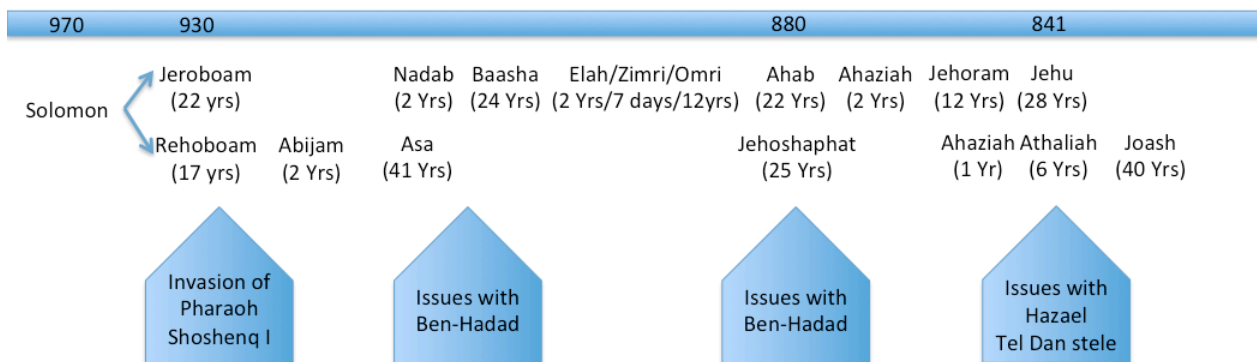 970 930 880 841
Jeroboam Nadab Baasha Elah/Zimri/Omri Ahab Ahaziah Jehoram Jehu
(22 yrs) (2 Yrs) (24 Yrs) (2 Yrs/7 days/12yrs) (22 Yrs) (2 Yrs) (12 Yrs) (28 Yrs)
Solomon
Rehoboam Abijam Asa Jehoshaphat Ahaziah Athaliah Joash
(17 yrs) (2 Yrs) (41 Yrs) (25 Yrs) (1 Yr) (6 Yrs) (40 Yrs)
Invasion of
Pharaoh
Shoshenq I
Issues with
Ben-Hadad
Issues with
Ben-Hadad
Issues with
Hazael
Tel Dan stele